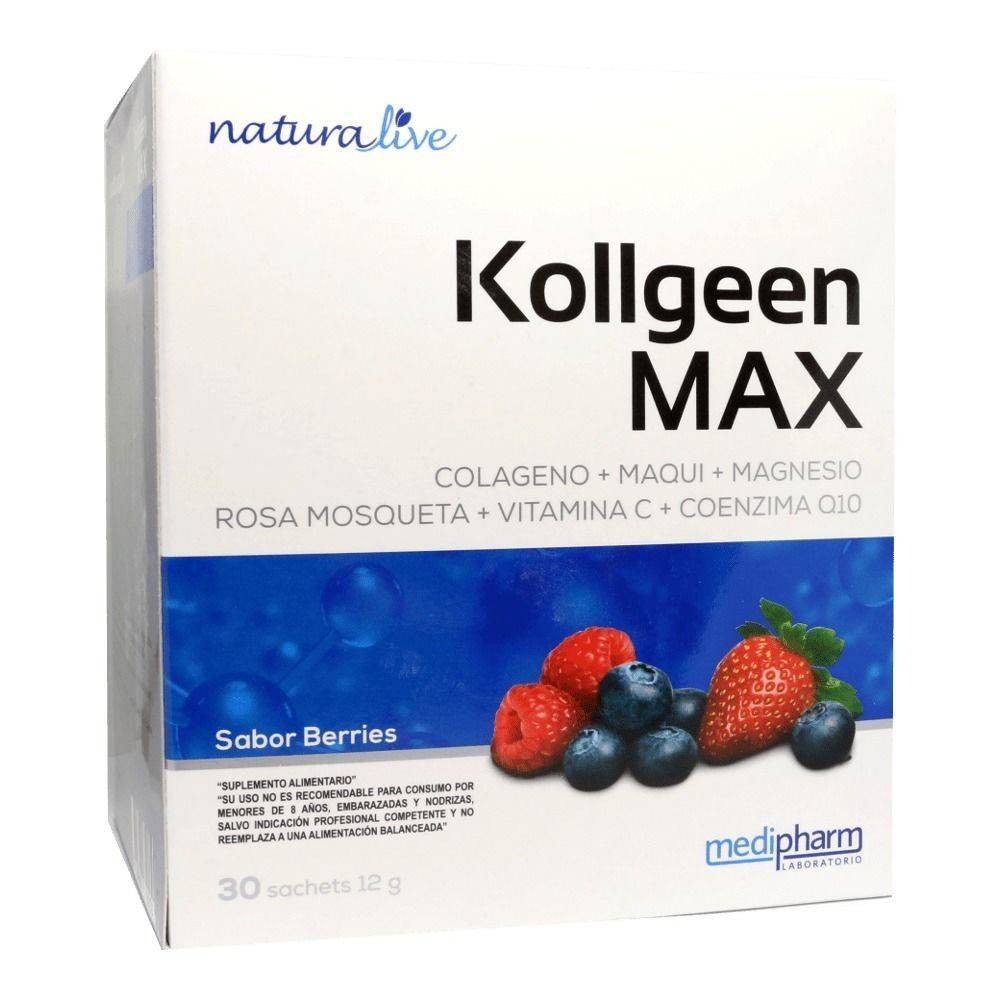 naturalive
Kollgeen
MAX
COLAGENO + MAQUI + MAGNESIO
ROSA MOSQUETA + VITAMINA C + COENZIMA Q10
Sabor Berries
"SUPLEMENTO ALIMENTARIO"
"SU USO NO ES RECOMENDABLE PARA CONSUMO POR
MENORES DE 8 AÑOS, EMBARAZADAS Y NODRIZAS,
SALVO INDICACIÓN PROFESIONAL COMPETENTE Y NO
REEMPLAZA A UNA ALIMENTACIÓN BALANCEADA"
30 sachets 12 g
medipharm
LABORATORIO